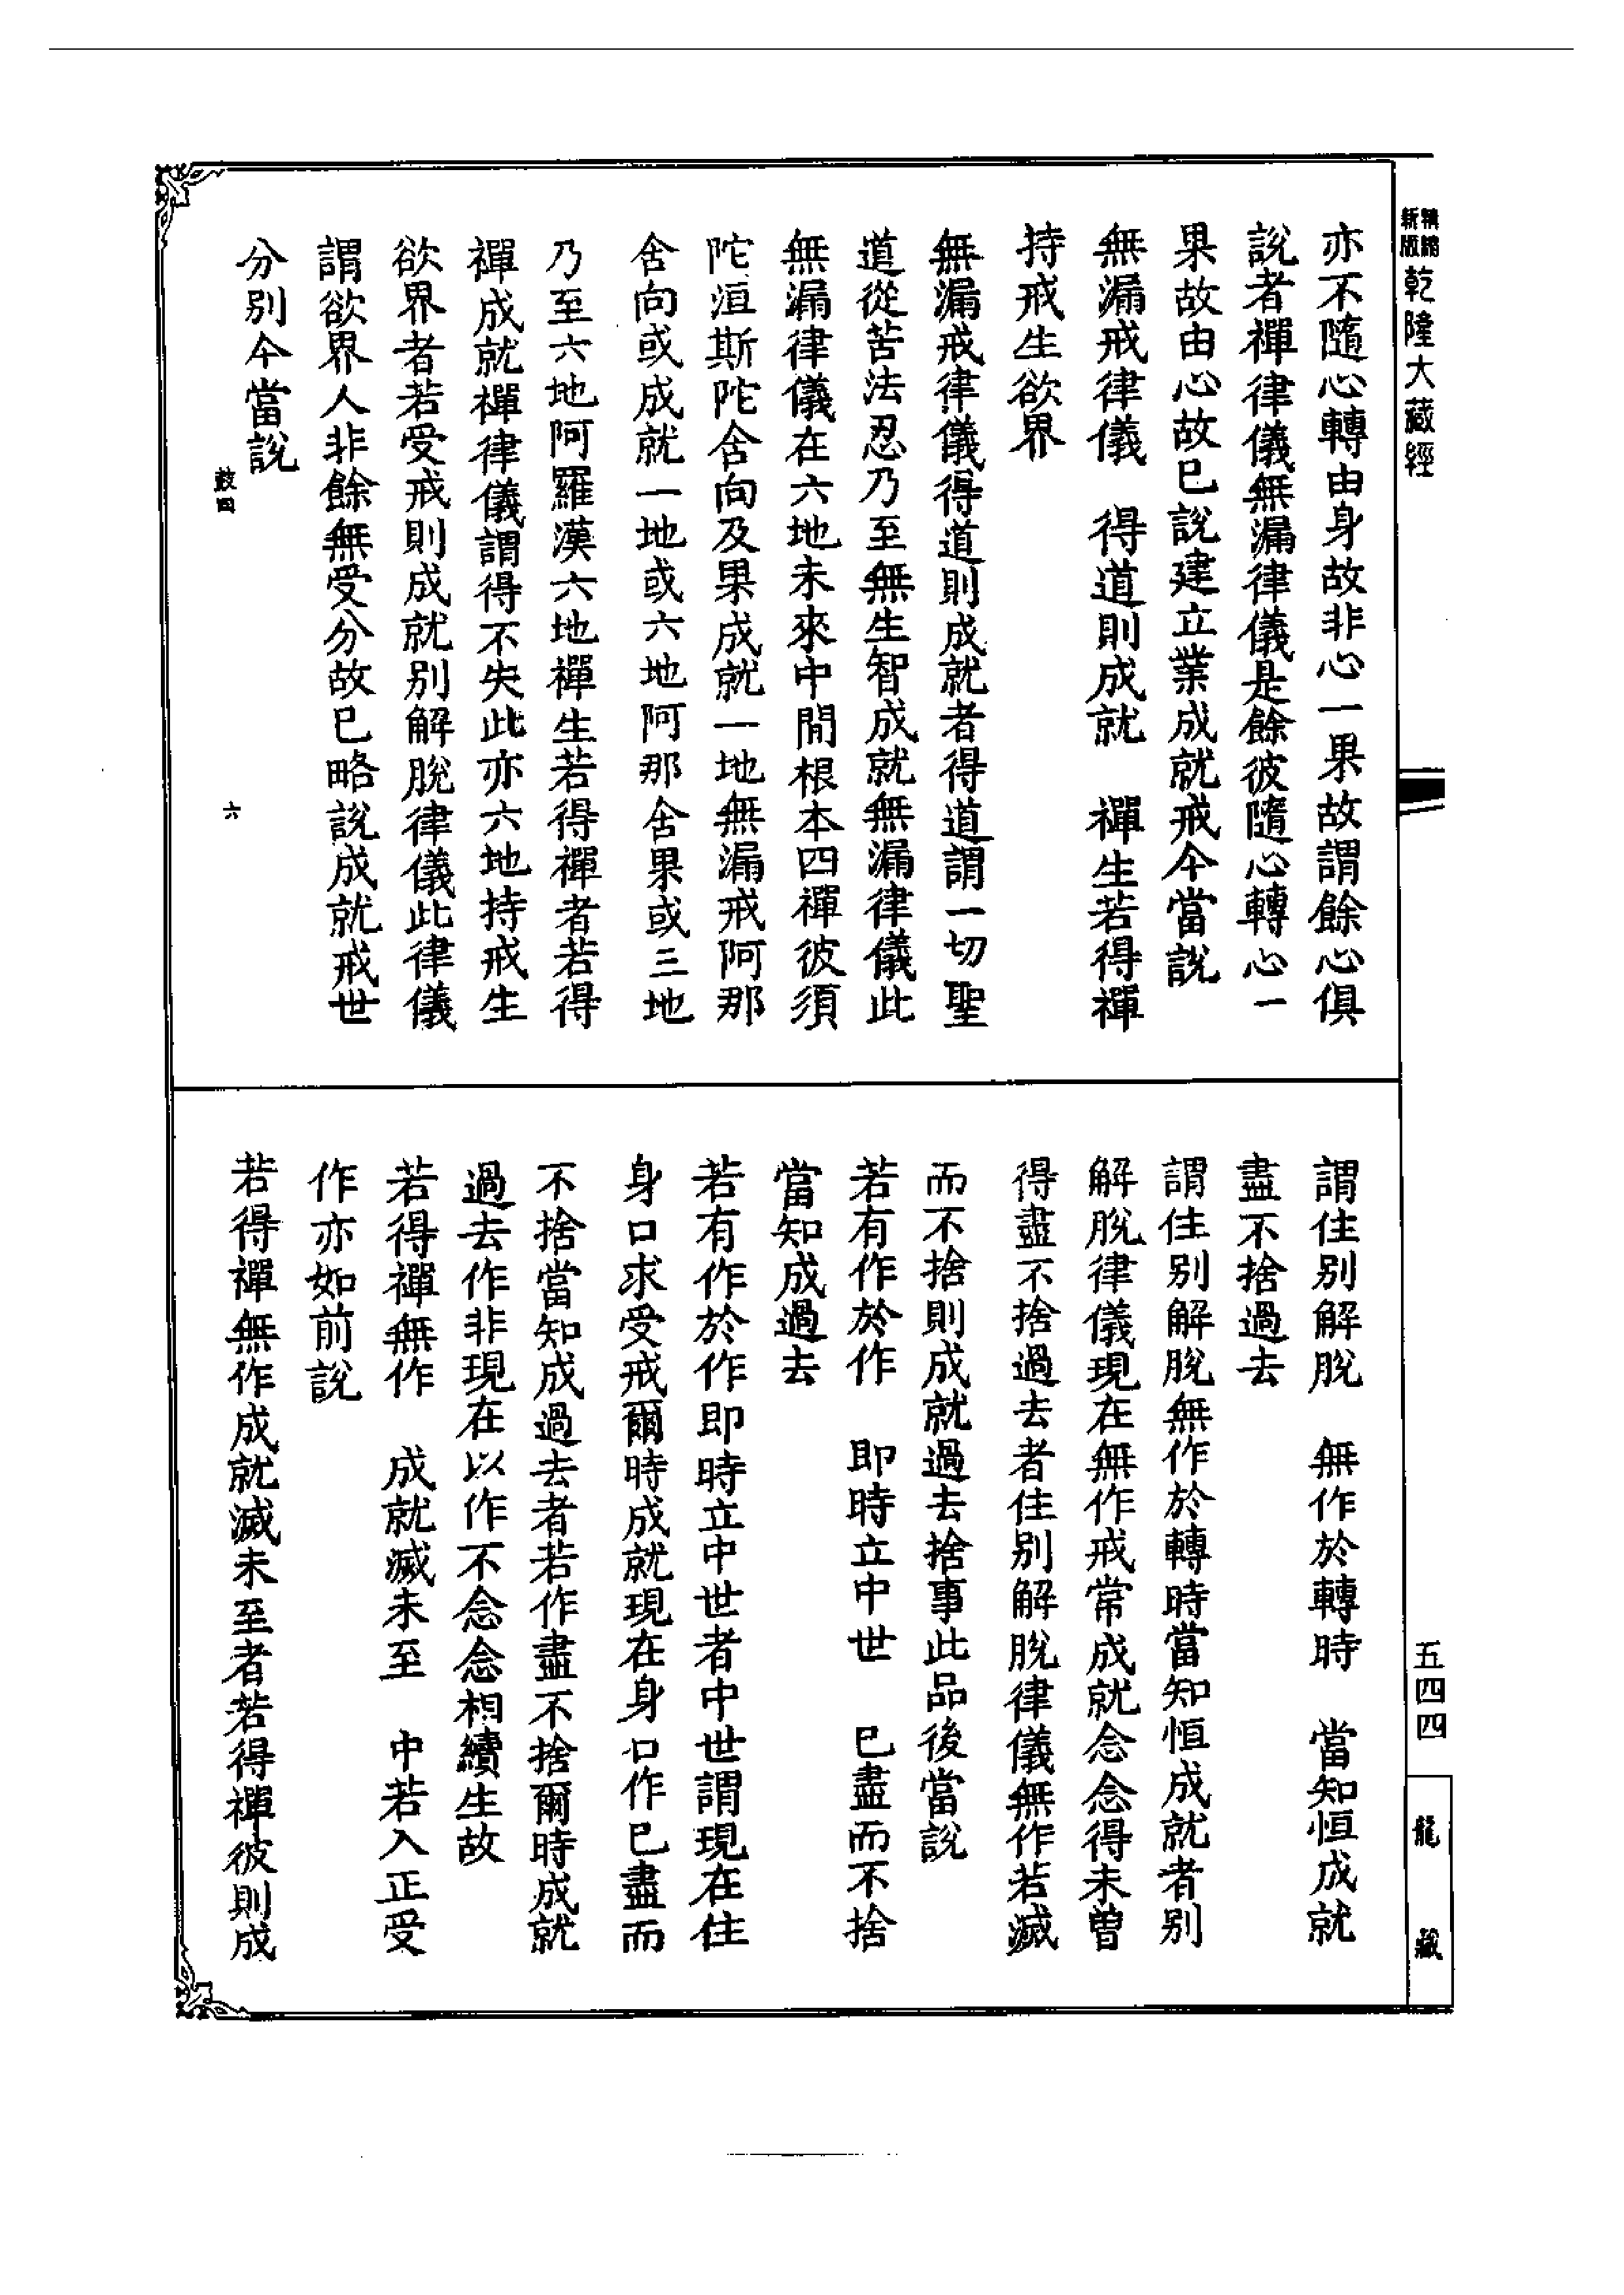 精縮
新版
乾隆大藏經
亦不隨心轉由身故非心一果故謂餘心俱
說者禪律儀無漏律儀是餘彼隨心轉心一
果故由心故已說建立業成就戒今當說
無漏戒律儀　得道則成就　禪生若得禪
持戒生欲界
無漏戒律儀得道則成就者得道謂一切聖
道從苦法忍乃至無生智成就無漏律儀此
無漏律儀在六地未來中間根本四禪彼須
陀洹斯陀含向及果成就一地無漏戒阿那
含向或成就一地或六地阿那含果或三地
乃至六地阿羅漢六地禪生若得禪者若得
禪成就禪律儀謂得不失此亦六地持戒生
欲界者若受戒則成就別解脫律儀此律儀
謂欲界人非餘無受分故已略說成就戒世
分別今當說
鼓四
六
謂住別解脫　無作於轉時　當知恒成就
盡不捨過去
謂住別解脫無作於轉時當知恒成就者別
解脫律儀現在無作戒常成就念念得未曾
得盡不捨過去者住別解脫律儀無作若滅
而不捨則成就過去捨事此品後當說
若有作於作　即時立中世　已盡而不捨
當知成過去
若有作於作即時立中世者中世謂現在住
身口求受戒爾時成就現在身口作已盡而
不捨當知成過去者若作盡不捨爾時成就
過去作非現在以作不念念相續生故
若得禪無作　成就滅未至　中若入正受
作亦如前說
若得禪無作成就滅未至者若得禪彼則成
五四四
龍藏